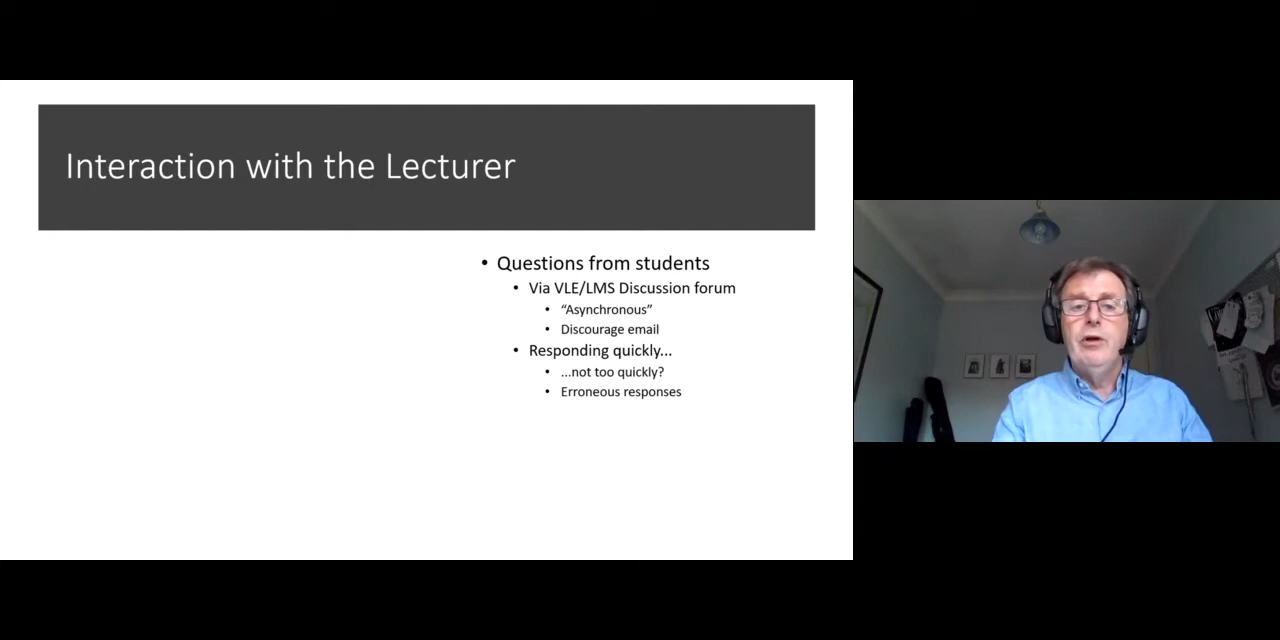 Interaction with the Lecturer
• Questions from students
• Via VLE/LMS Discussion forum
• “Asynchronous”
• Discourage email
• Responding quickly...
• ...not too quickly?
• Erroneous responses